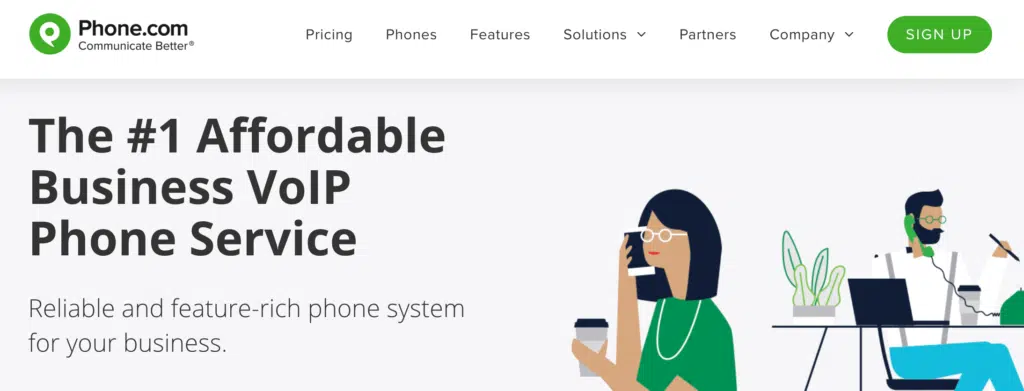 Phone.com
Communicate Better®
Pricing
Phones
Features
Solutions
Partners
Company
SIGN UP
The #1 Affordable
Business VoIP
Phone Service
Reliable and feature-rich phone system
for your business.